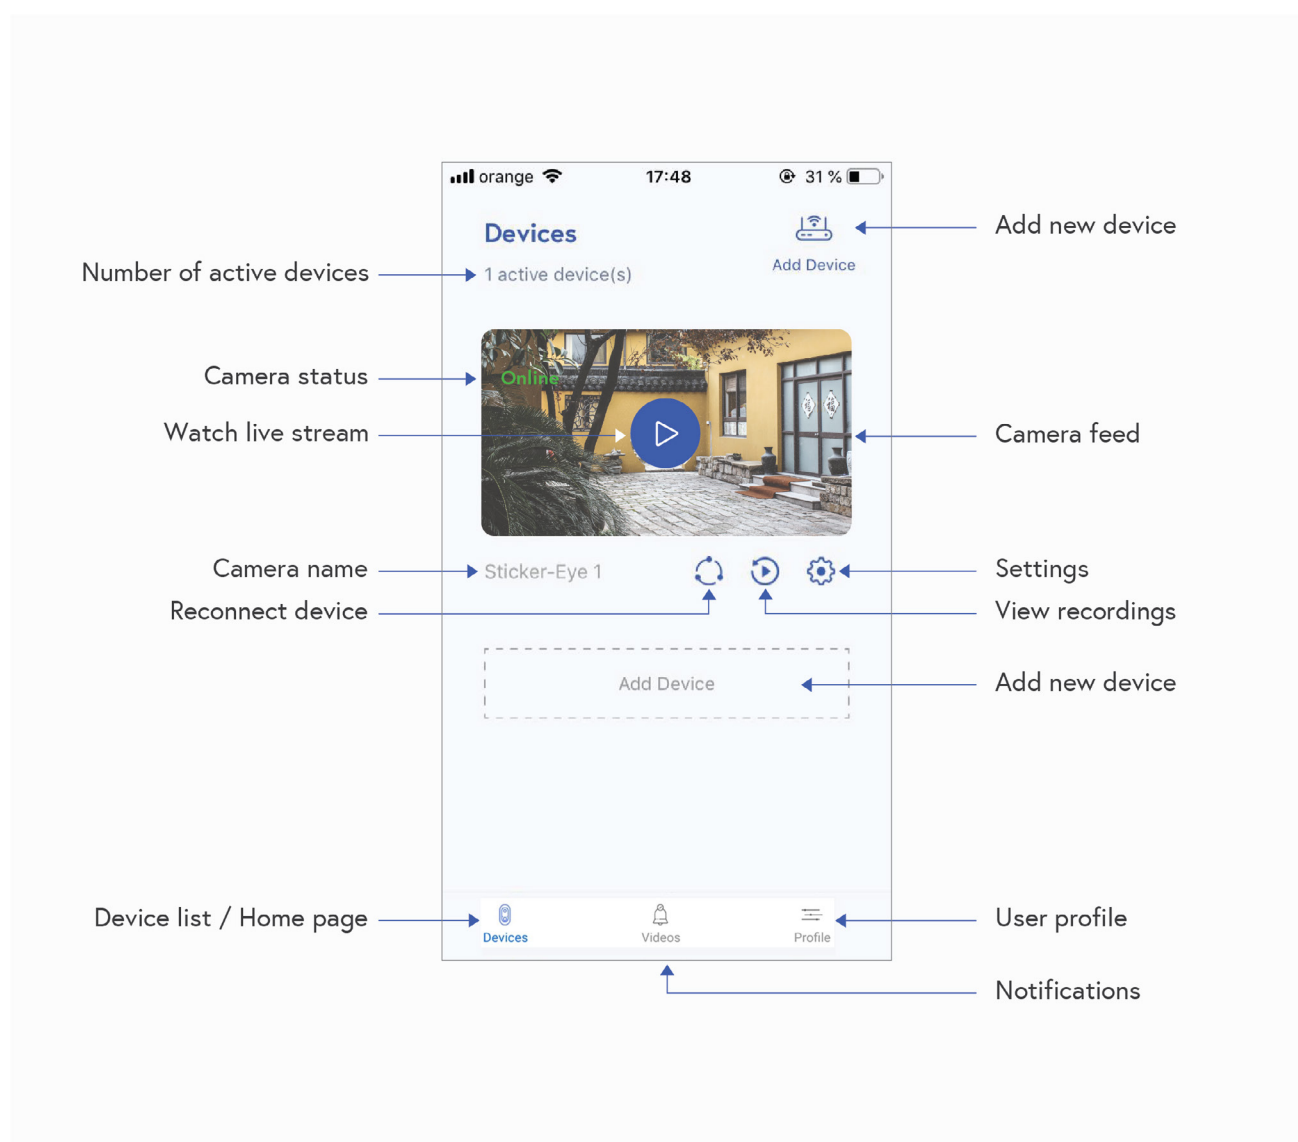 orange
17:48
31 %
Devices
Add Device
1 active device(s)
Add new device
Number of active devices
Camera status
Online
Watch live stream
Camera feed
Camera name
Sticker-Eye 1
Settings
Reconnect device
View recordings
Add Device
Add new device
Device list / Home page
Devices
Videos
Profile
User profile
Notifications